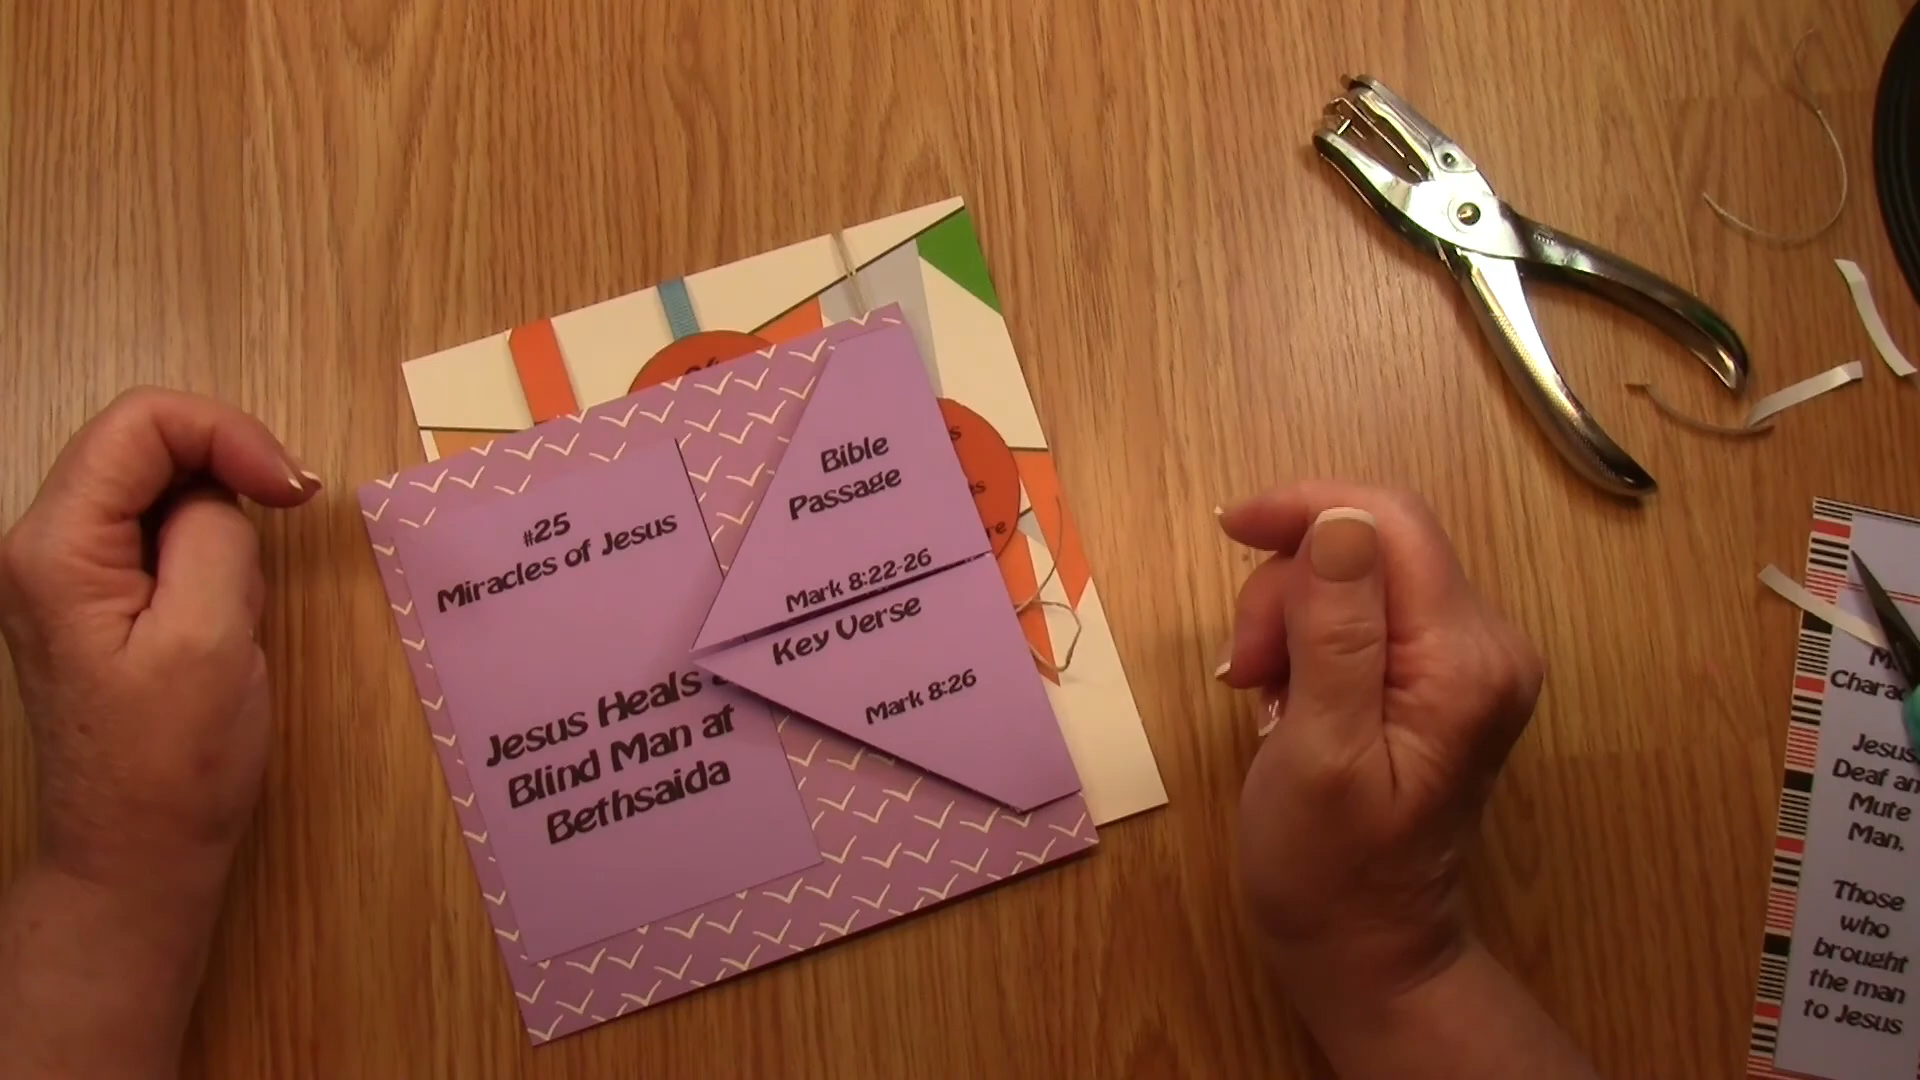 #25
Miracles of Jesus
Jesus Heals a
Blind Man at
Bethsaida
Bible
Passage
Mark 8:22-26
Key Verse
Mark 8:26
Jesus,
Deaf an
Mute
Man,
Those
who
brought
the man
to Jesus